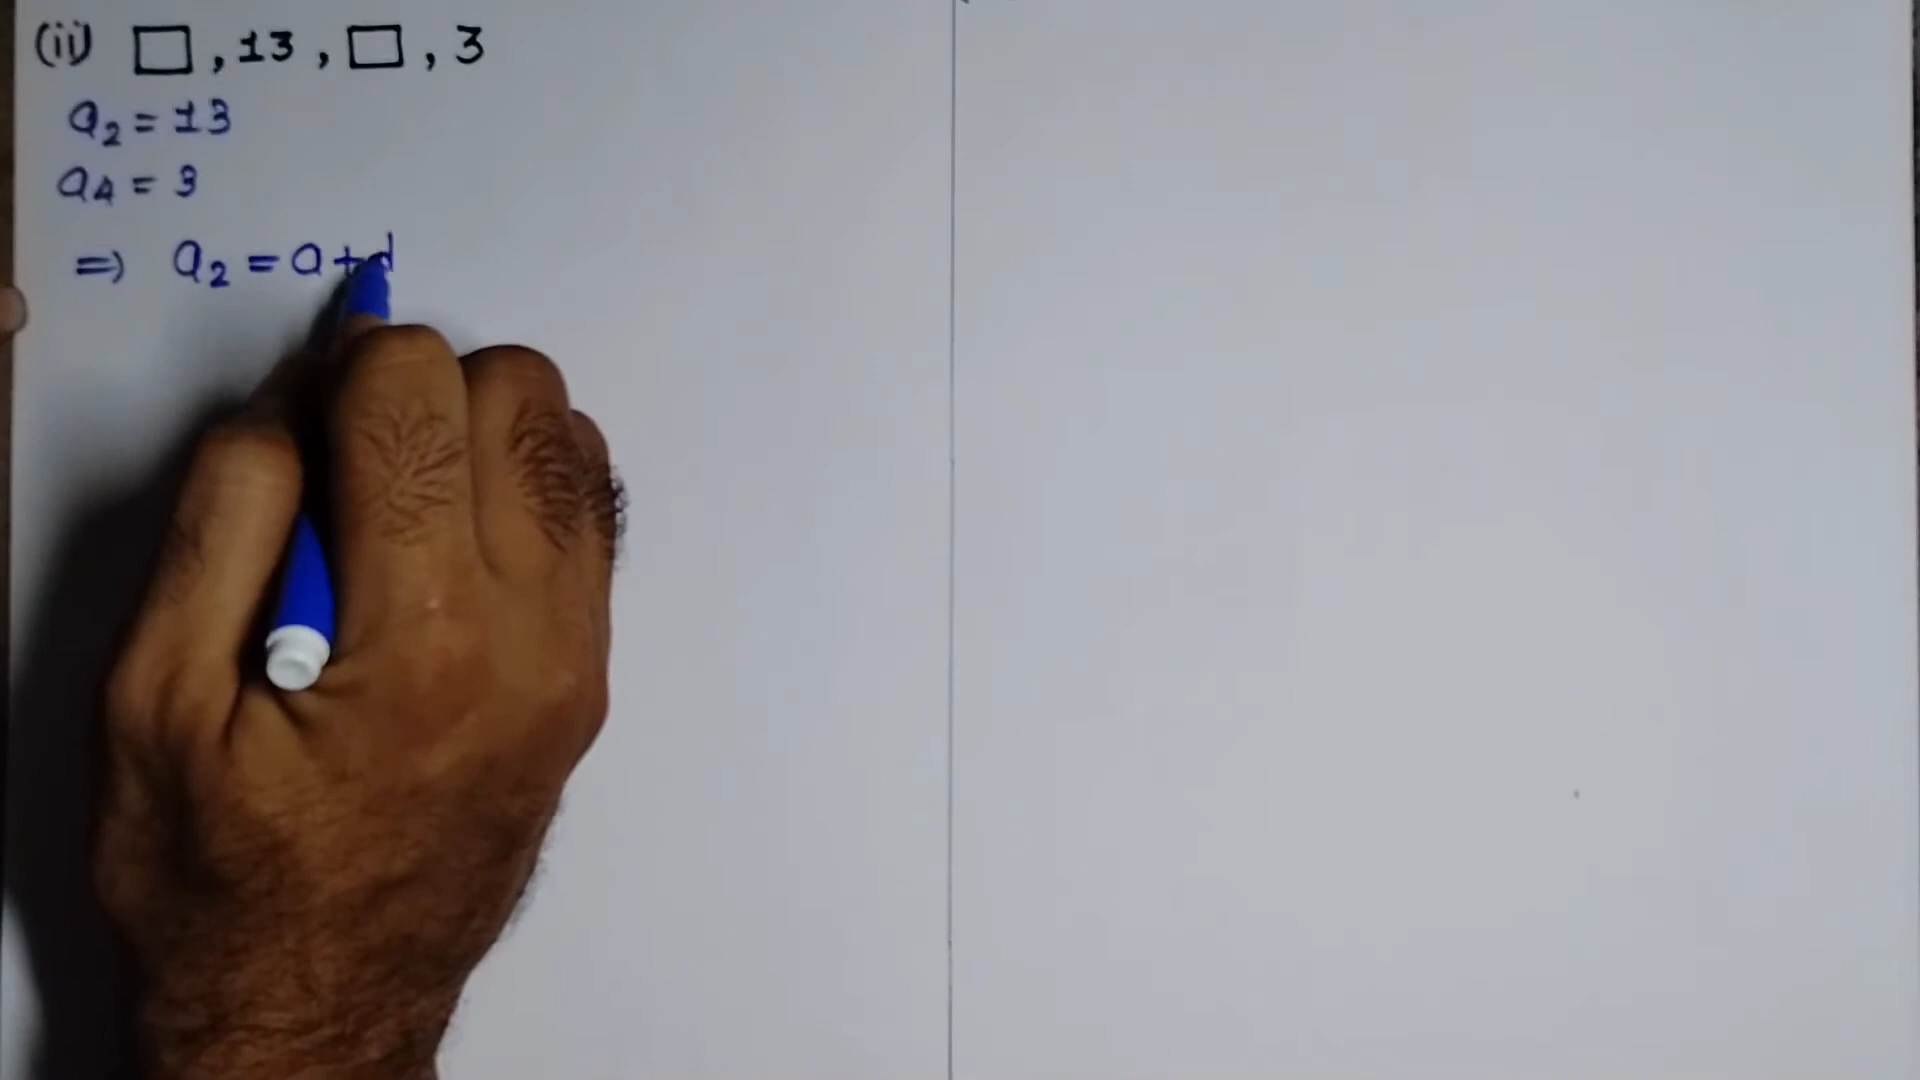 (ii) □ , 13 , □ , 3
a₂ = 13
a₄ = 3
⇒ a₂ = a + d